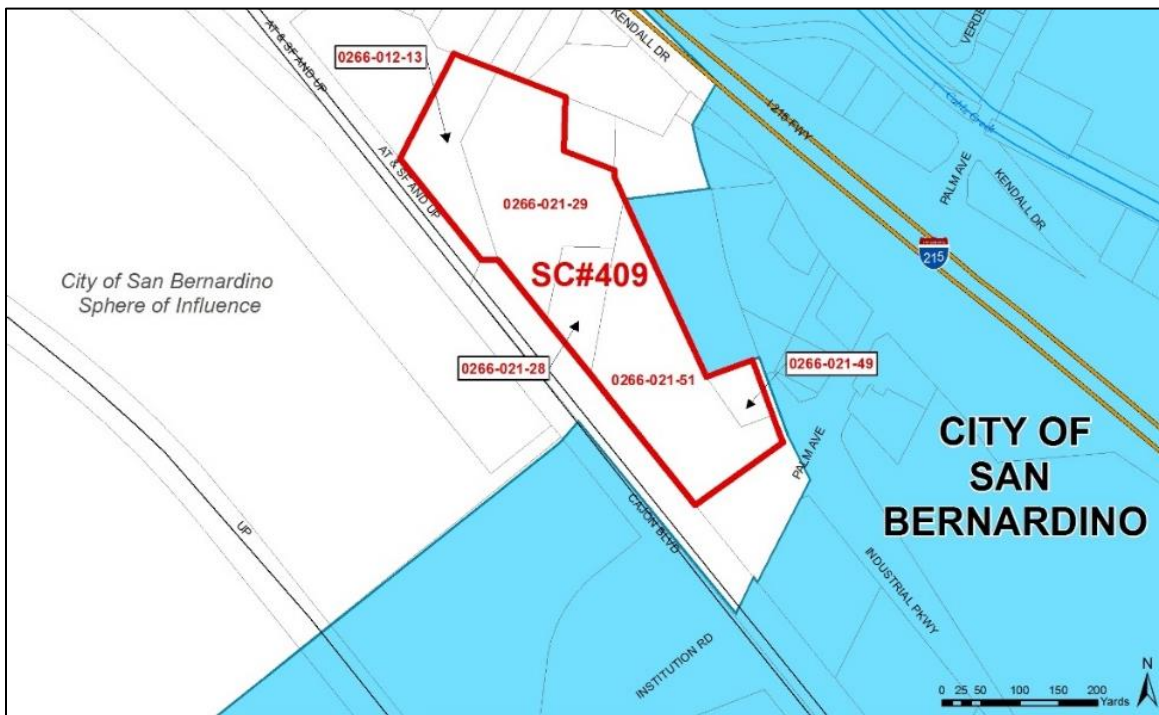 AT & SF AND UP
KENDALL DR
VERDE
0266-012-13
I 215 FWY
Cable Creek
AT & SF AND UP
PALM AVE
KENDALL DR
0266-021-29
215
City of San Bernardino
Sphere of Influence
SC#409
0266-021-28
0266-021-51
0266-021-49
PALM AVE
CITY OF
SAN
BERNARDINO
UP
CAJON BLVD
INDUSTRIAL PKWY
INSTITUTION RD
N
0 25 50 100 150 200
Yards